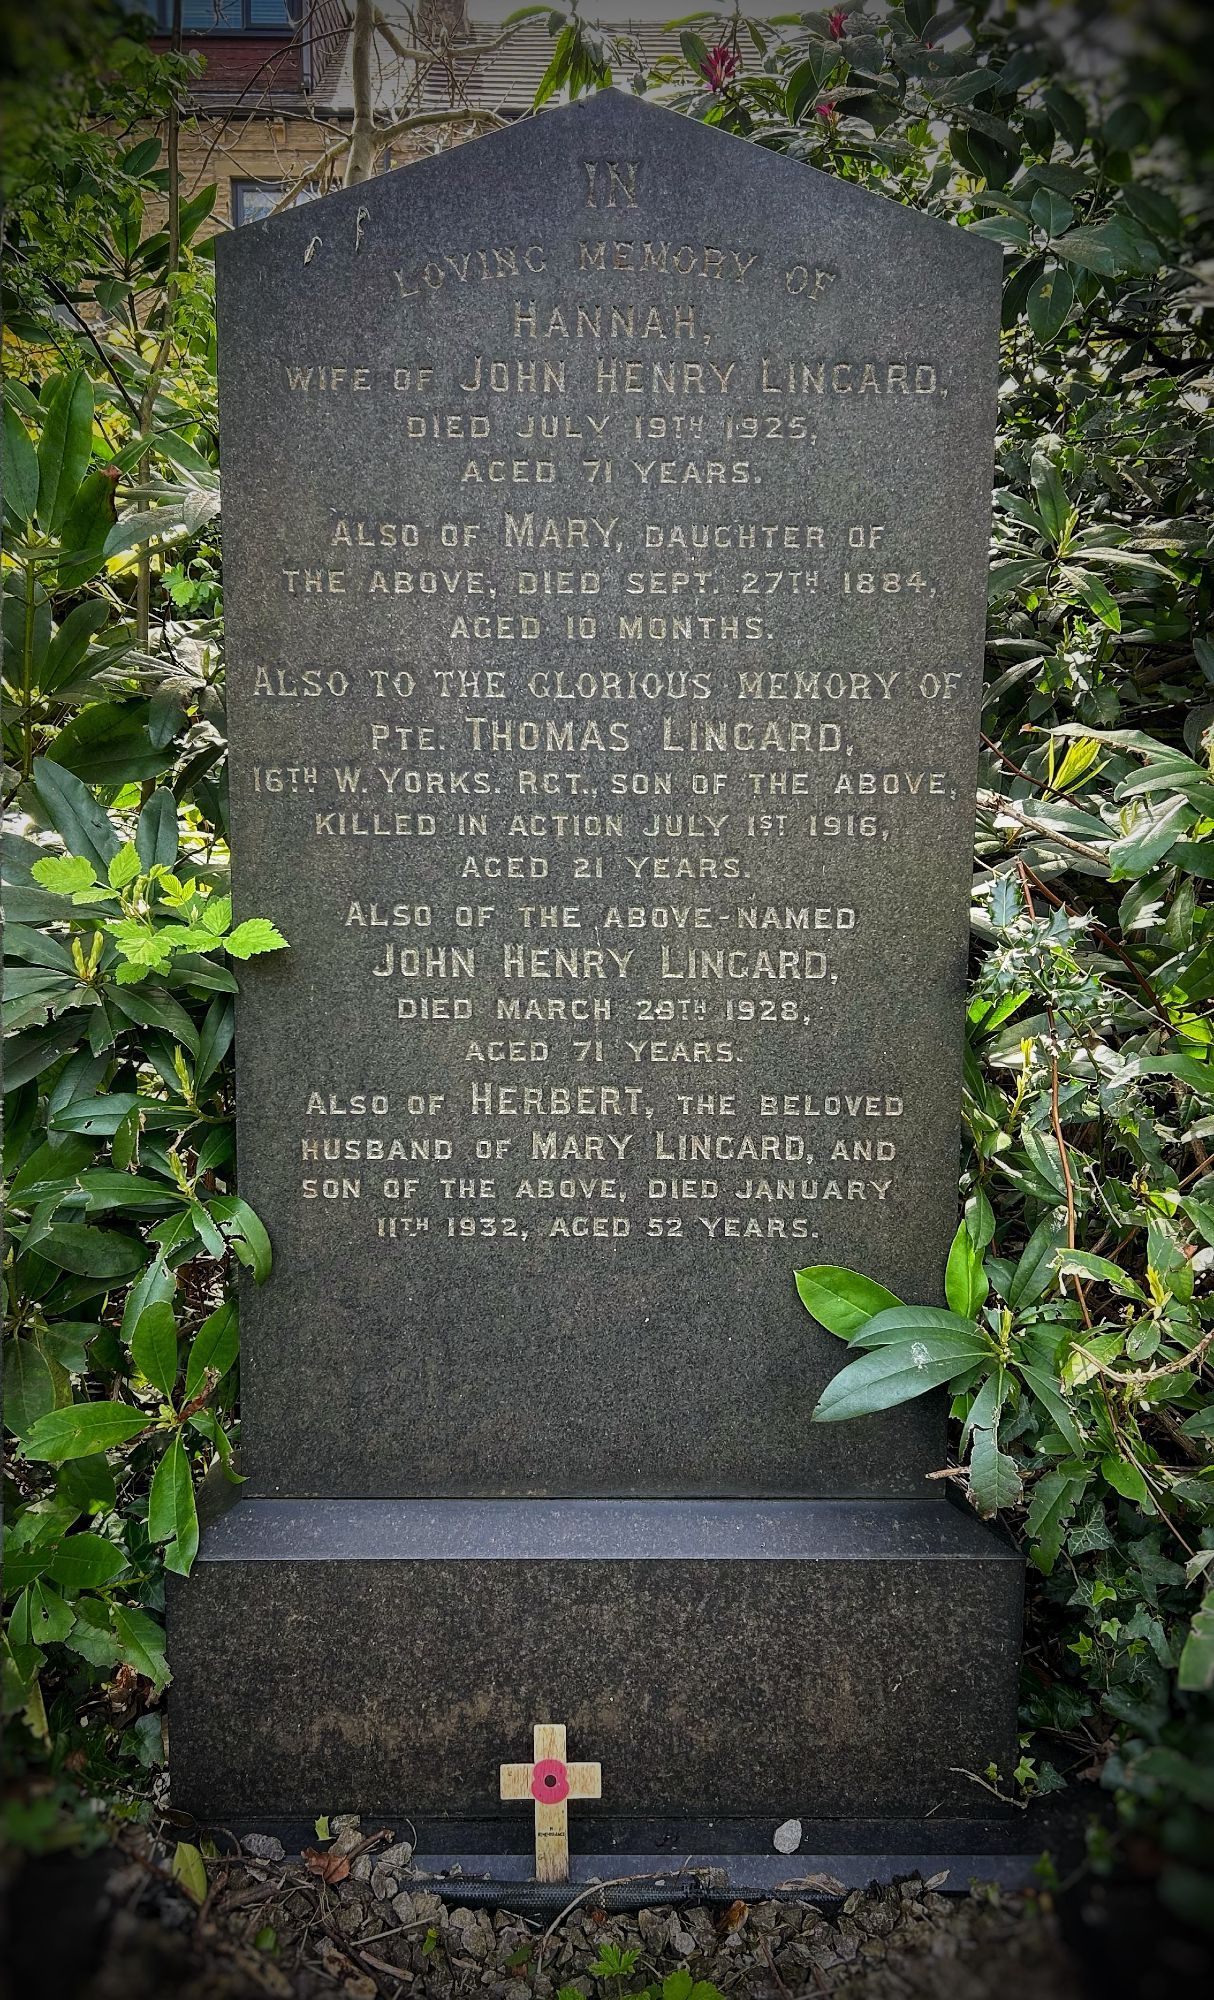 IN
LOVING MEMORY OF
HANNAH,
WIFE OF JOHN HENRY LINGARD,
DIED JULY 19TH 1925,
AGED 71 YEARS.
ALSO OF MARY, DAUGHTER OF
THE ABOVE, DIED SEPT. 27TH 1884,
AGED 10 MONTHS.
ALSO TO THE GLORIOUS MEMORY OF
PTE. THOMAS LINGARD,
16TH W. YORKS. RGT., SON OF THE ABOVE,
KILLED IN ACTION JULY 1ST 1916,
AGED 21 YEARS.
ALSO OF THE ABOVE-NAMED
JOHN HENRY LINGARD,
DIED MARCH 29TH 1928,
AGED 71 YEARS.
ALSO OF HERBERT, THE BELOVED
HUSBAND OF MARY LINGARD, AND
SON OF THE ABOVE, DIED JANUARY
11TH 1932, AGED 52 YEARS.
IN
REMEMBRANCE